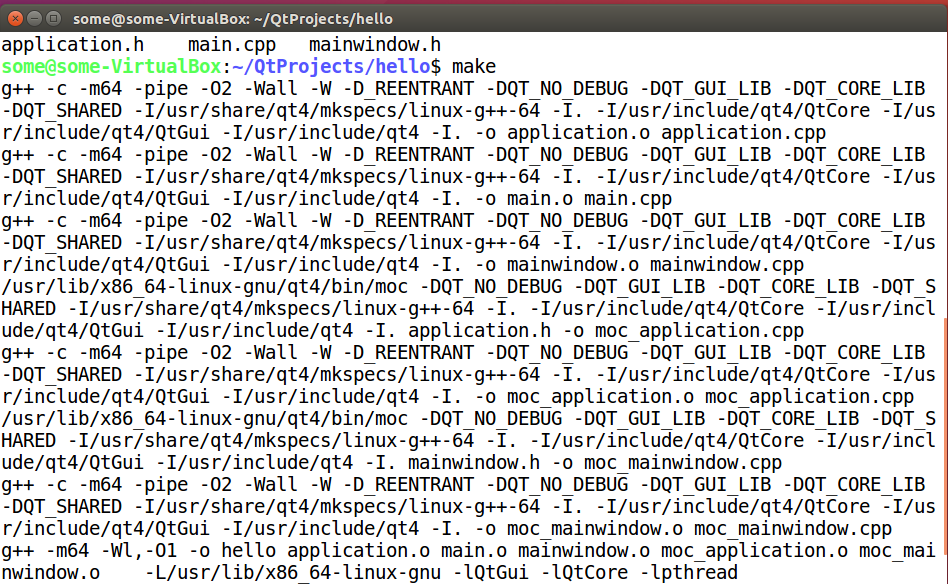 some@some-VirtualBox: ~/QtProjects/hello
application.h    main.cpp   mainwindow.h
some@some-VirtualBox:~/QtProjects/hello$ make
g++ -c -m64 -pipe -O2 -Wall -W -D_REENTRANT -DQT_NO_DEBUG -DQT_GUI_LIB -DQT_CORE_LIB
-DQT_SHARED -I/usr/share/qt4/mkspecs/linux-g++-64 -I. -I/usr/include/qt4/QtCore -I/us
r/include/qt4/QtGui -I/usr/include/qt4 -I. -o application.o application.cpp
g++ -c -m64 -pipe -O2 -Wall -W -D_REENTRANT -DQT_NO_DEBUG -DQT_GUI_LIB -DQT_CORE_LIB
-DQT_SHARED -I/usr/share/qt4/mkspecs/linux-g++-64 -I. -I/usr/include/qt4/QtCore -I/us
r/include/qt4/QtGui -I/usr/include/qt4 -I. -o main.o main.cpp
g++ -c -m64 -pipe -O2 -Wall -W -D_REENTRANT -DQT_NO_DEBUG -DQT_GUI_LIB -DQT_CORE_LIB
-DQT_SHARED -I/usr/share/qt4/mkspecs/linux-g++-64 -I. -I/usr/include/qt4/QtCore -I/us
r/include/qt4/QtGui -I/usr/include/qt4 -I. -o mainwindow.o mainwindow.cpp
/usr/lib/x86_64-linux-gnu/qt4/bin/moc -DQT_NO_DEBUG -DQT_GUI_LIB -DQT_CORE_LIB -DQT_S
HARED -I/usr/share/qt4/mkspecs/linux-g++-64 -I. -I/usr/include/qt4/QtCore -I/usr/incl
ude/qt4/QtGui -I/usr/include/qt4 -I. application.h -o moc_application.cpp
g++ -c -m64 -pipe -O2 -Wall -W -D_REENTRANT -DQT_NO_DEBUG -DQT_GUI_LIB -DQT_CORE_LIB
-DQT_SHARED -I/usr/share/qt4/mkspecs/linux-g++-64 -I. -I/usr/include/qt4/QtCore -I/us
r/include/qt4/QtGui -I/usr/include/qt4 -I. -o moc_application.o moc_application.cpp
/usr/lib/x86_64-linux-gnu/qt4/bin/moc -DQT_NO_DEBUG -DQT_GUI_LIB -DQT_CORE_LIB -DQT_S
HARED -I/usr/share/qt4/mkspecs/linux-g++-64 -I. -I/usr/include/qt4/QtCore -I/usr/incl
ude/qt4/QtGui -I/usr/include/qt4 -I. mainwindow.h -o moc_mainwindow.cpp
g++ -c -m64 -pipe -O2 -Wall -W -D_REENTRANT -DQT_NO_DEBUG -DQT_GUI_LIB -DQT_CORE_LIB
-DQT_SHARED -I/usr/share/qt4/mkspecs/linux-g++-64 -I. -I/usr/include/qt4/QtCore -I/us
r/include/qt4/QtGui -I/usr/include/qt4 -I. -o moc_mainwindow.o moc_mainwindow.cpp
g++ -m64 -Wl,-O1 -o hello application.o main.o mainwindow.o moc_application.o moc_mai
nwindow.o    -L/usr/lib/x86_64-linux-gnu -lQtGui -lQtCore -lpthread